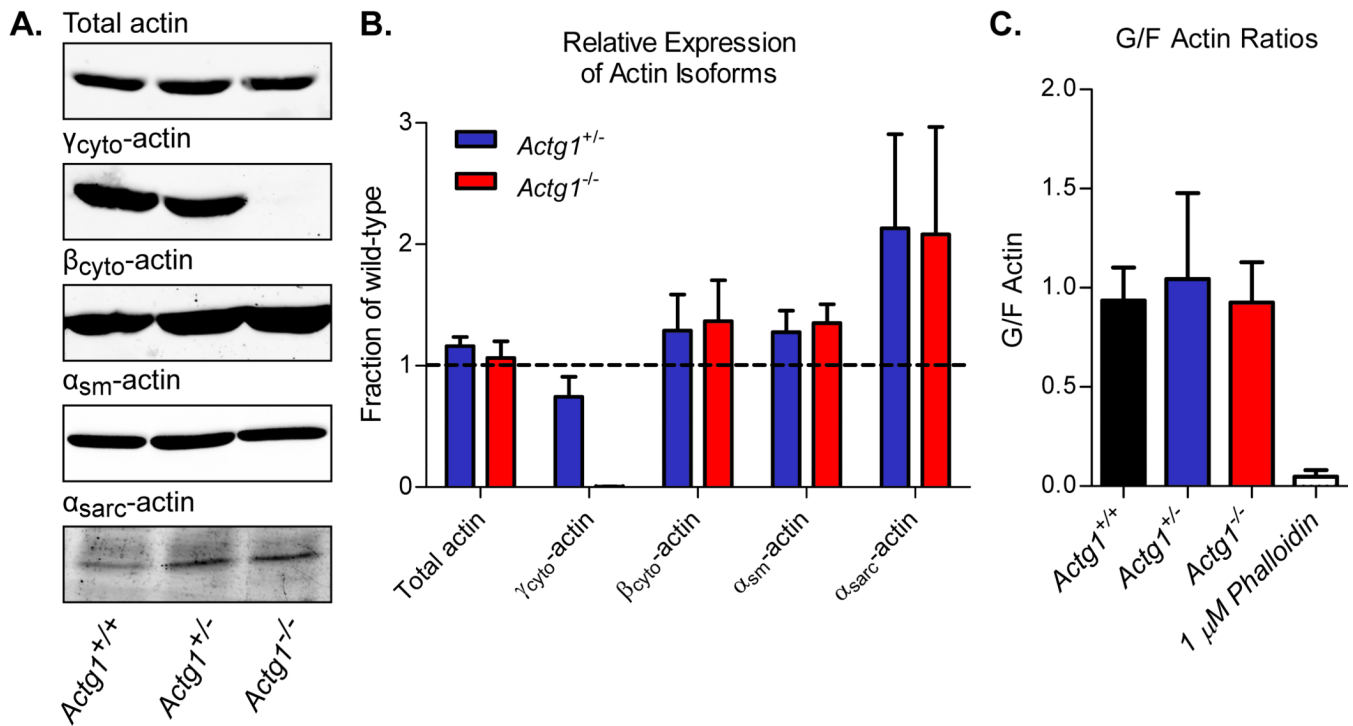 A.
Total actin
γcyto-actin
βcyto-actin
αsm-actin
αsarc-actin
Actg1+/+
Actg1+/-
Actg1-/-
B.
Relative Expression
of Actin Isoforms
Fraction of wild-type
3
2
1
0
Actg1+/-
Actg1-/-
Total actin
γcyto-actin
βcyto-actin
αsm-actin
αsarc-actin
C.
G/F Actin Ratios
G/F Actin
2.0
1.5
1.0
0.5
0.0
Actg1+/+
Actg1+/-
Actg1-/-
1 μM Phalloidin